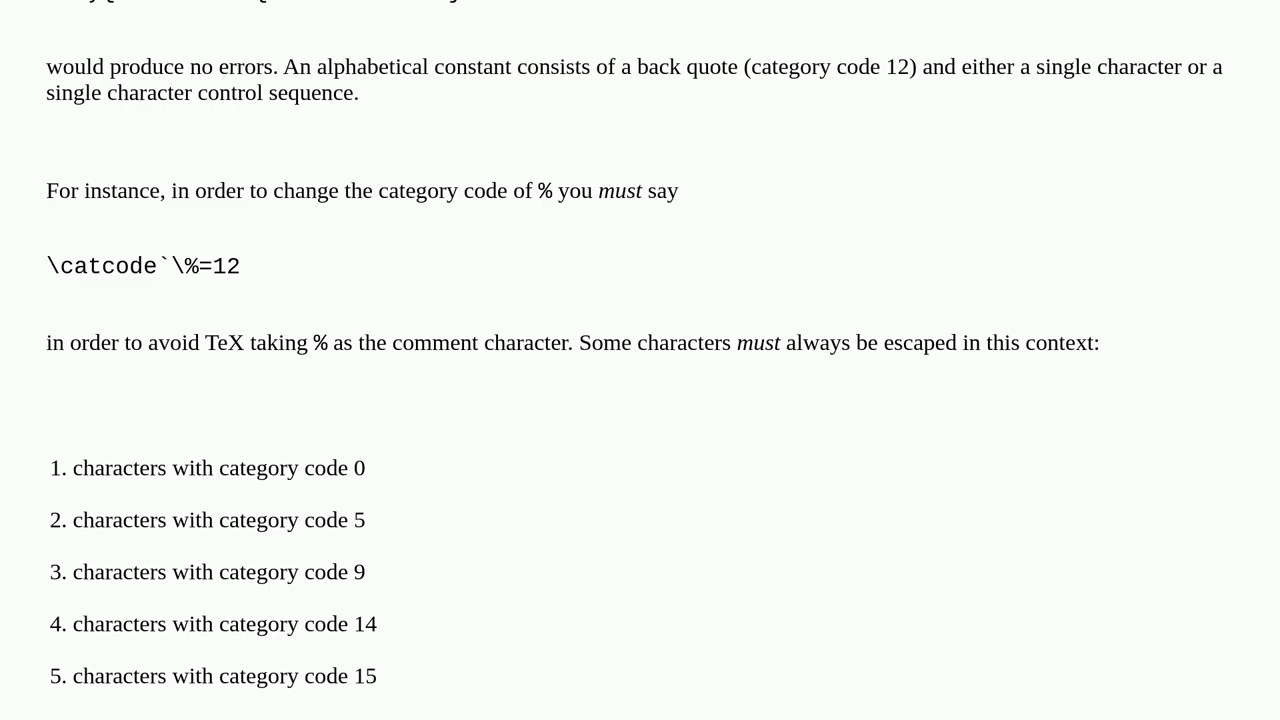 would produce no errors. An alphabetical constant consists of a back quote (category code 12) and either a single character or a
single character control sequence.
For instance, in order to change the category code of % you must say
\catcode`\%=12
in order to avoid TeX taking % as the comment character. Some characters must always be escaped in this context:
1. characters with category code 0
2. characters with category code 5
3. characters with category code 9
4. characters with category code 14
5. characters with category code 15